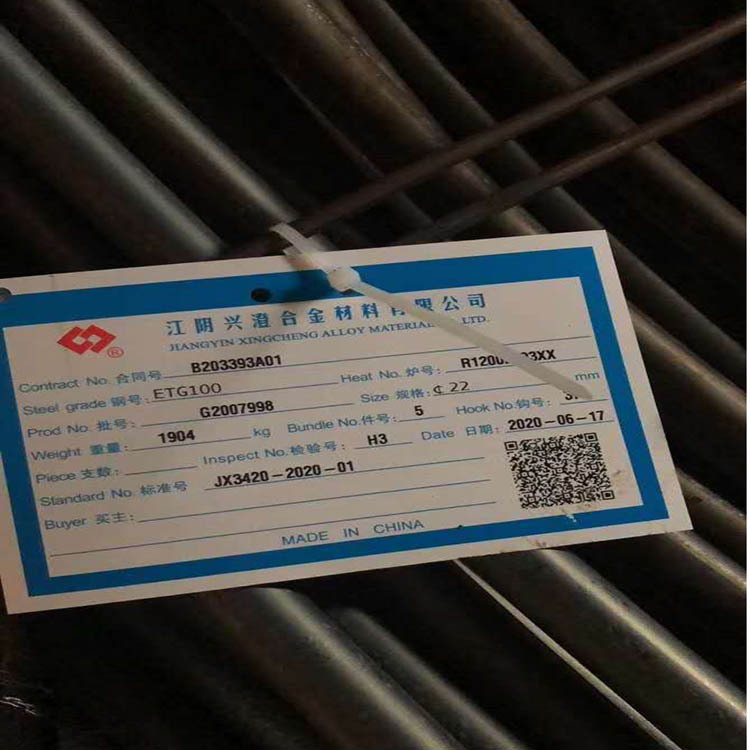 江阴兴澄合金材料有限公司
JIANGYIN XINGCHENG ALLOY MATERIALS LTD.
Contract No. 合同号 B203393A01
Steel grade 钢号: ETG100 Heat No. 炉号:
Prod No. 批号: G2007998 Size 规格: ₵ 22 mm
Weight 重量: 1904 kg Bundle No.件号: 5 Hook No.钩号:
Piece 支数: Inspect No.检验号: H3 Date 日期: 2020-06-17
Standard No. 标准号 JX3420-2020-01
Buyer 买主:
MADE IN CHINA